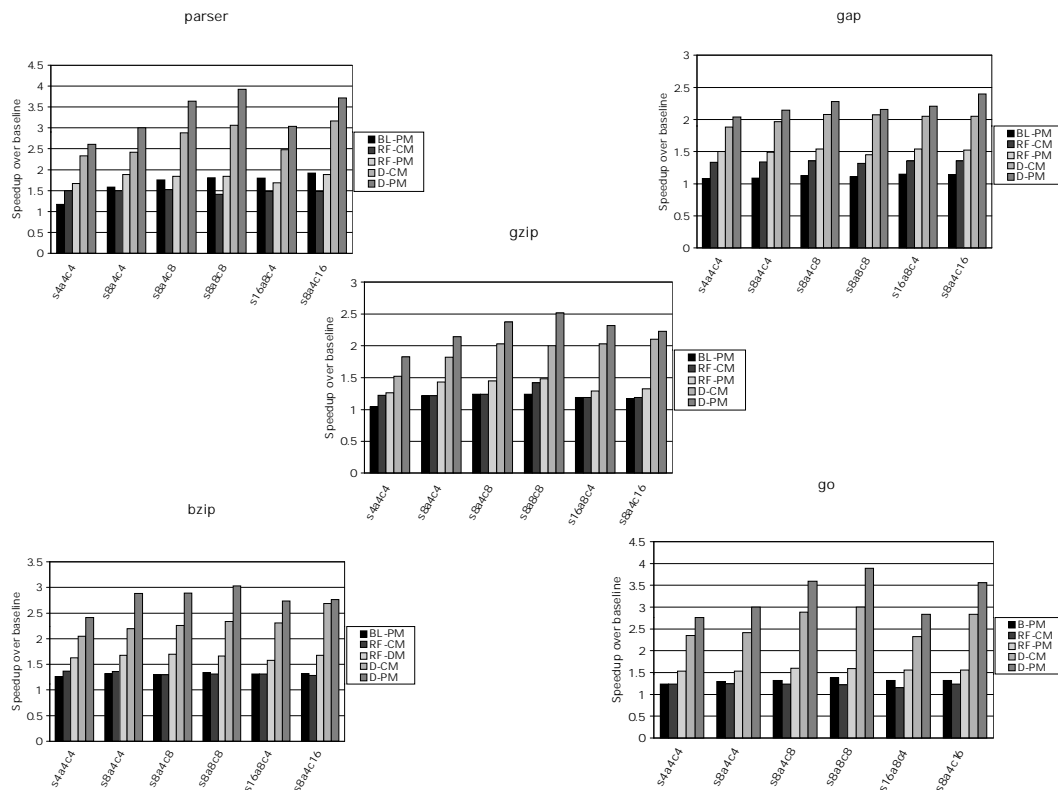 parser
Speedup over baseline
4.5
4
3.5
3
2.5
2
1.5
1
0.5
0
s4a4c4
s8a4c4
s8a4c8
s8a8c8
s16a8c4
s8a4c16
BL-PM
RF-CM
RF-PM
D-CM
D-PM
gap
Speedup over baseline
3
2.5
2
1.5
1
0.5
0
s4a4c4
s8a4c4
s8a4c8
s8a8c8
s16a8c4
s8a4c16
BL-PM
RF-CM
RF-PM
D-CM
D-PM
gzip
Speedup over baseline
3
2.5
2
1.5
1
0.5
0
s4a4c4
s8a4c4
s8a4c8
s8a8c8
s16a8c4
s8a4c16
BL-PM
RF-CM
RF-PM
D-CM
D-PM
bzip
Speedup over baseline
3.5
3
2.5
2
1.5
1
0.5
0
s4a4c4
s8a4c4
s8a4c8
s8a8c8
s16a8c4
s8a4c16
BL-PM
RF-CM
RF-DM
D-CM
D-PM
go
Speedup over baseline
4.5
4
3.5
3
2.5
2
1.5
1
0.5
0
s4a4c4
s8a4c4
s8a4c8
s8a8c8
s16a8c4
s8a4c16
B-PM
RF-CM
RF-PM
D-CM
D-PM